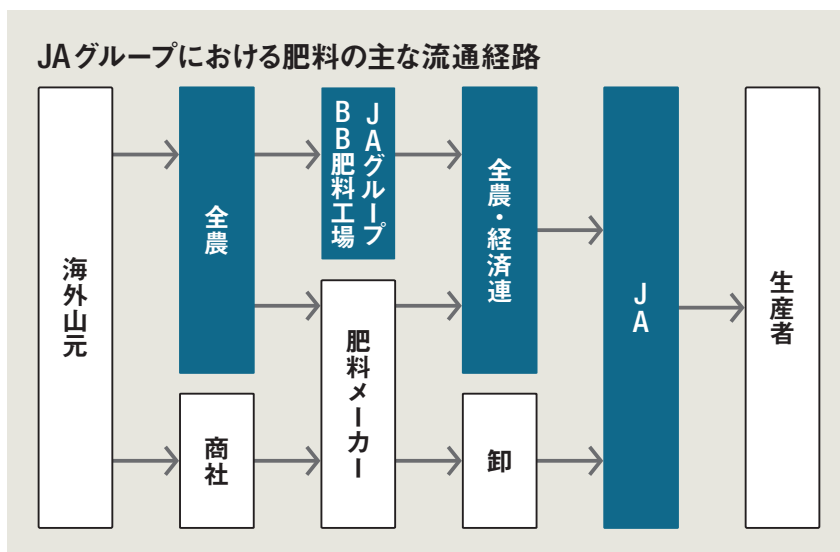 JAグループにおける肥料の主な流通経路
海外山元
全農
商社
JAグループ
BB肥料工場
肥料メーカー
全農・経済連
卸
JA
生産者